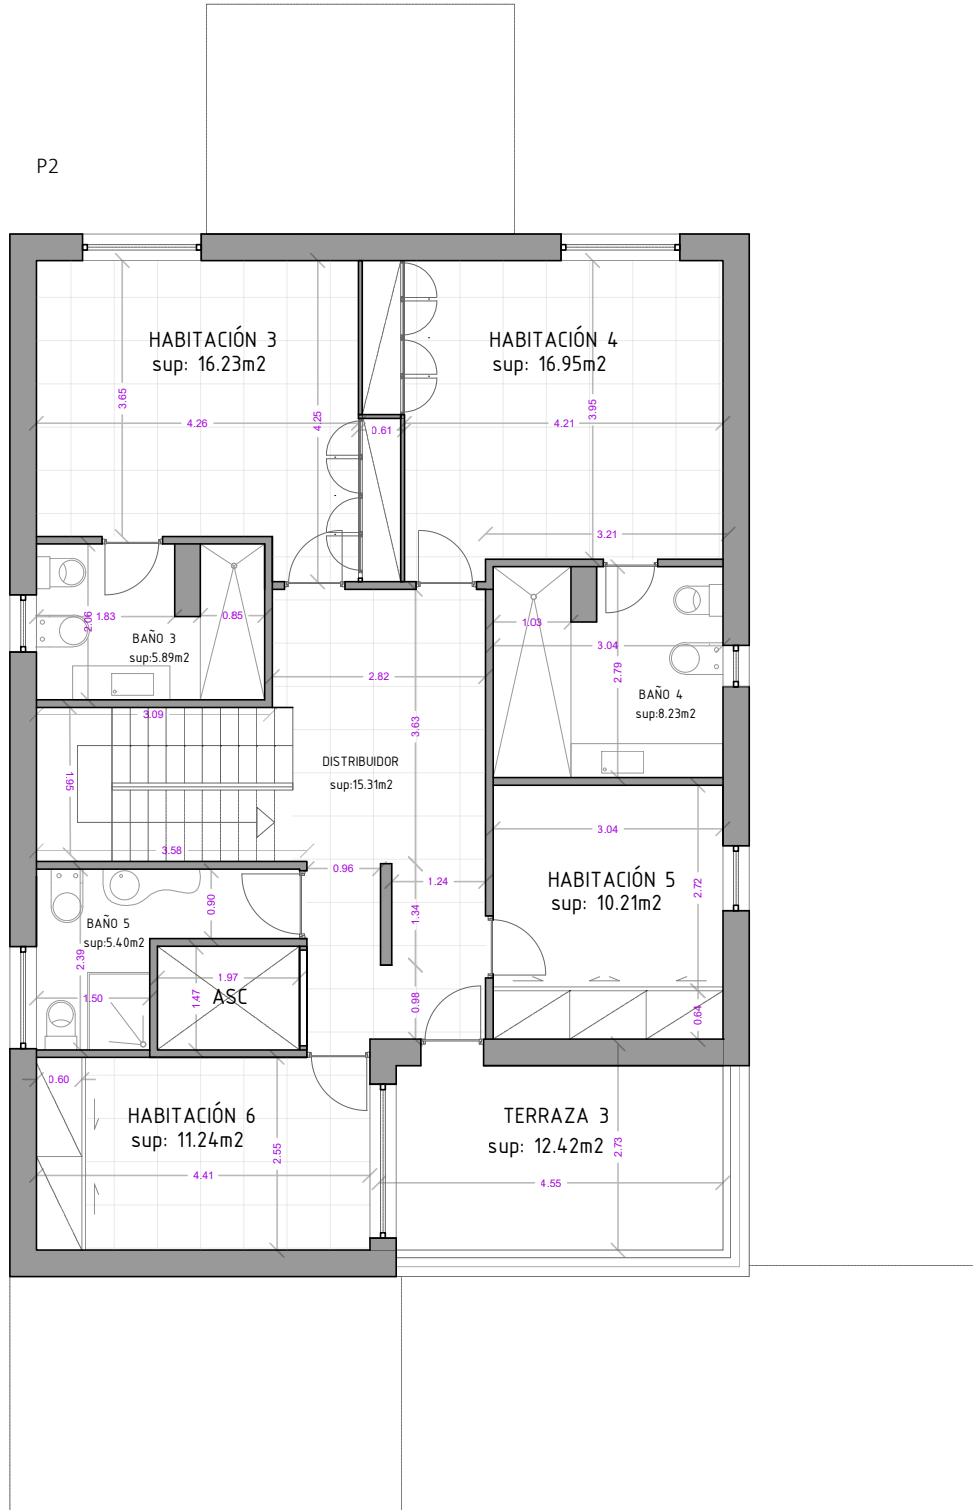 P2
HABITACIÓN 3
sup: 16.23m2
HABITACIÓN 4
sup: 16.95m2
3.65
4.26
4.25
0.61
4.21
3.95
3.21
2.06
1.83
0.85
BAÑO 3
sup:5.89m2
1.03
3.04
2.79
BAÑO 4
sup:8.23m2
2.82
3.09
3.63
1.95
DISTRIBUIDOR
sup:15.31m2
3.58
0.96
1.24
3.04
2.72
HABITACIÓN 5
sup: 10.21m2
0.90
1.34
BAÑO 5
sup:5.40m2
2.39
1.50
1.97
1.47
ASC
0.98
0.64
0.60
HABITACIÓN 6
sup: 11.24m2
2.55
4.41
TERRAZA 3
sup: 12.42m2
2.73
4.55